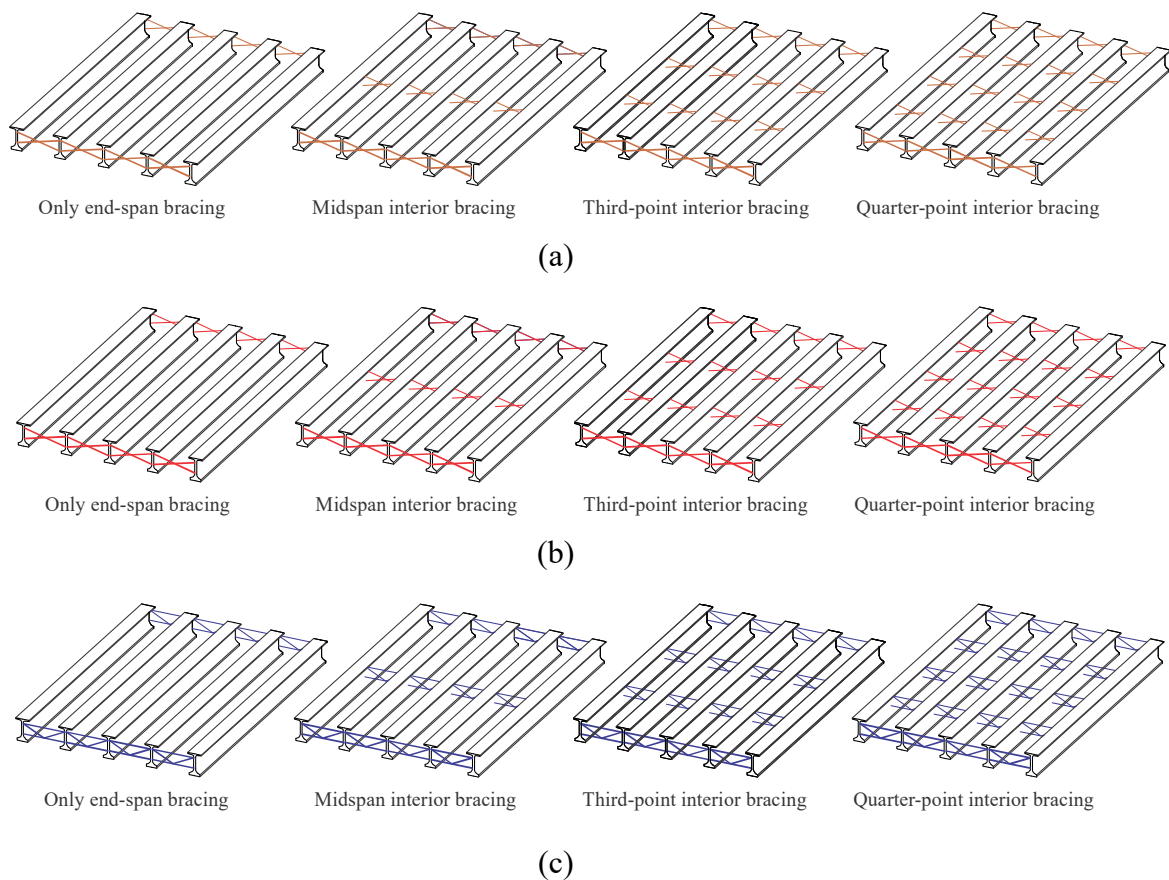 Only end-span bracing
Midspan interior bracing
Third-point interior bracing
Quarter-point interior bracing
(a)
Only end-span bracing
Midspan interior bracing
Third-point interior bracing
Quarter-point interior bracing
(b)
Only end-span bracing
Midspan interior bracing
Third-point interior bracing
Quarter-point interior bracing
(c)